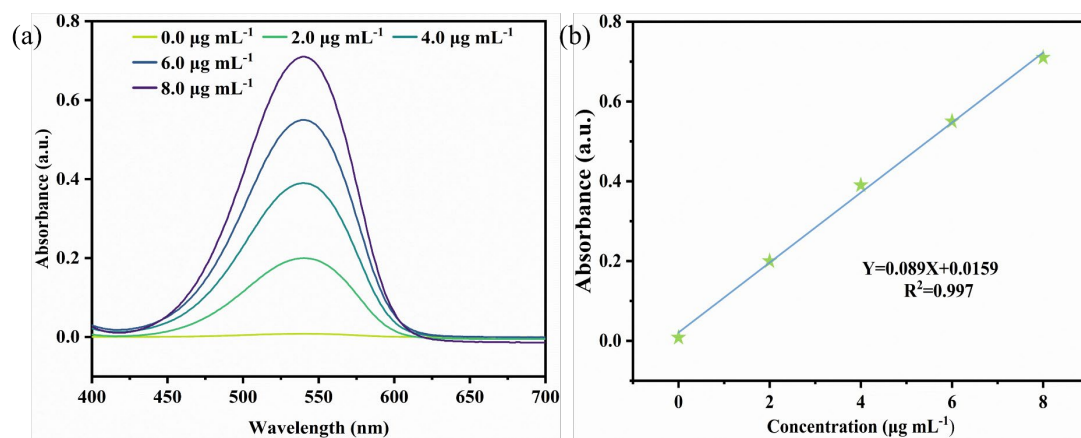 (a)
0.0 μg mL⁻¹ 2.0 μg mL⁻¹ 4.0 μg mL⁻¹
6.0 μg mL⁻¹
8.0 μg mL⁻¹
Absorbance (a.u.)
0.8
0.6
0.4
0.2
0.0
400 450 500 550 600 650 700
Wavelength (nm)
(b)
Absorbance (a.u.)
0.8
0.6
0.4
0.2
0.0
Y=0.089X+0.0159
R²=0.997
0 2 4 6 8
Concentration (μg mL⁻¹)